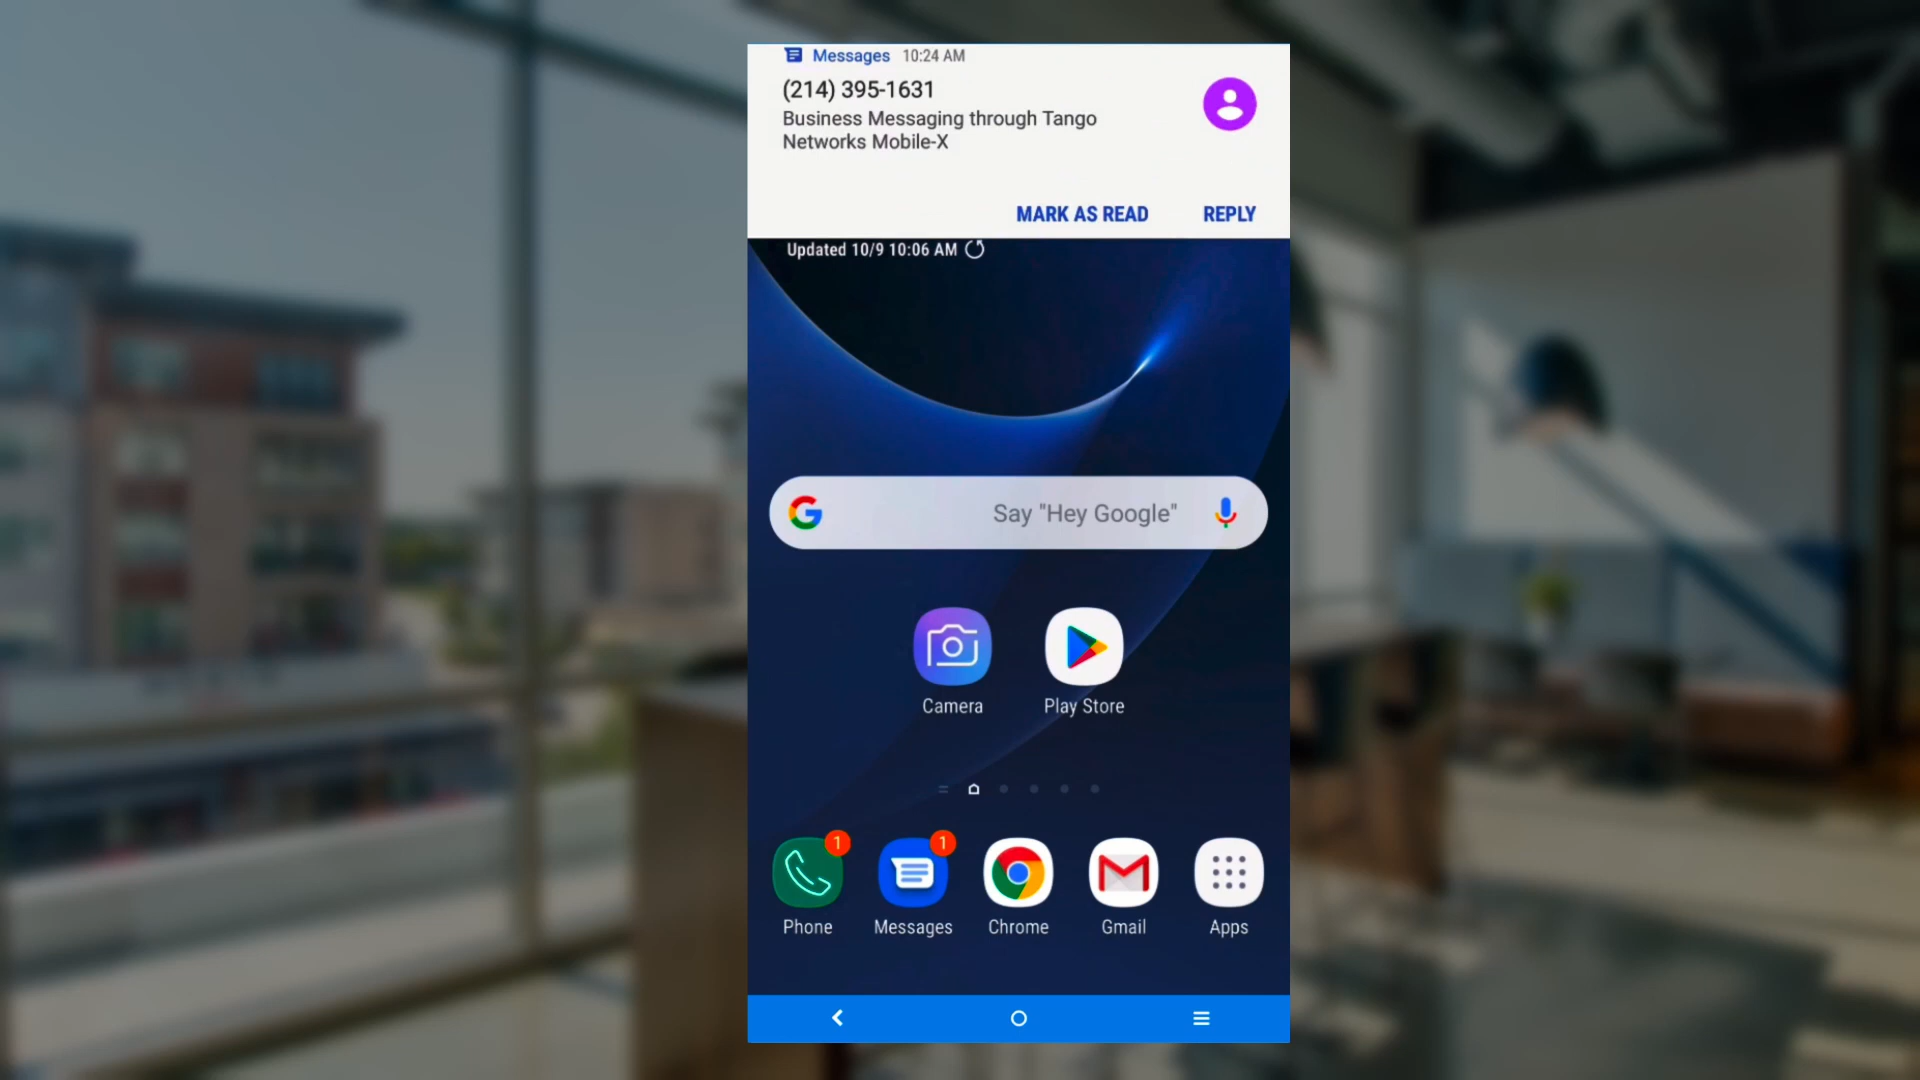 Messages 10:24 AM
(214) 395-1631
Business Messaging through Tango
Networks Mobile-X
MARK AS READ REPLY
Updated 10/9 10:06 AM
Say "Hey Google"
Camera Play Store
1 1
Phone Messages Chrome Gmail Apps